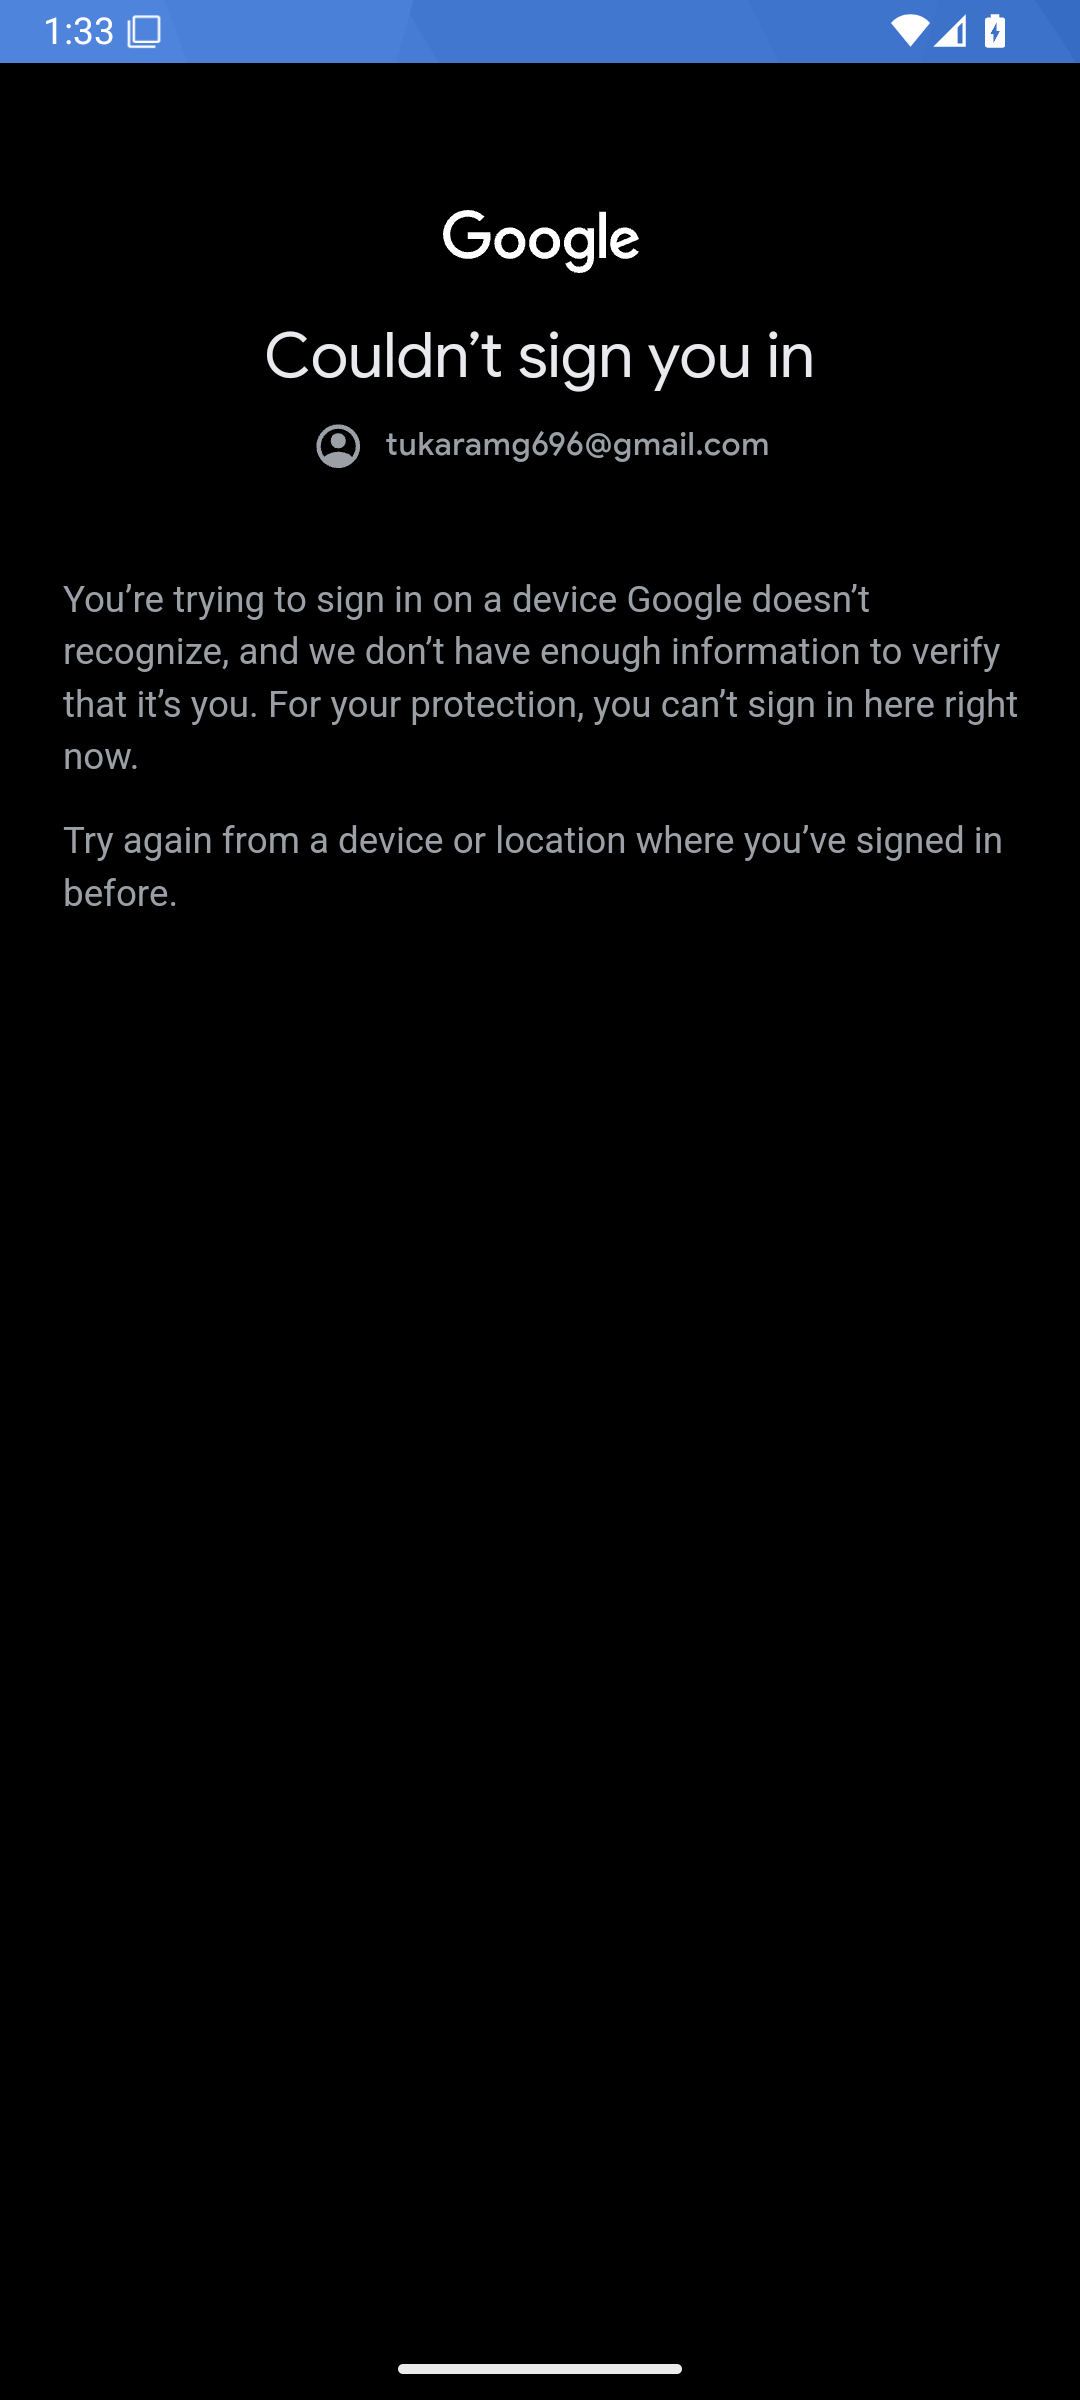 1:33
Google
Couldn’t sign you in
tukaramg696@gmail.com
You’re trying to sign in on a device Google doesn’t
recognize, and we don’t have enough information to verify
that it’s you. For your protection, you can’t sign in here right
now.
Try again from a device or location where you’ve signed in
before.